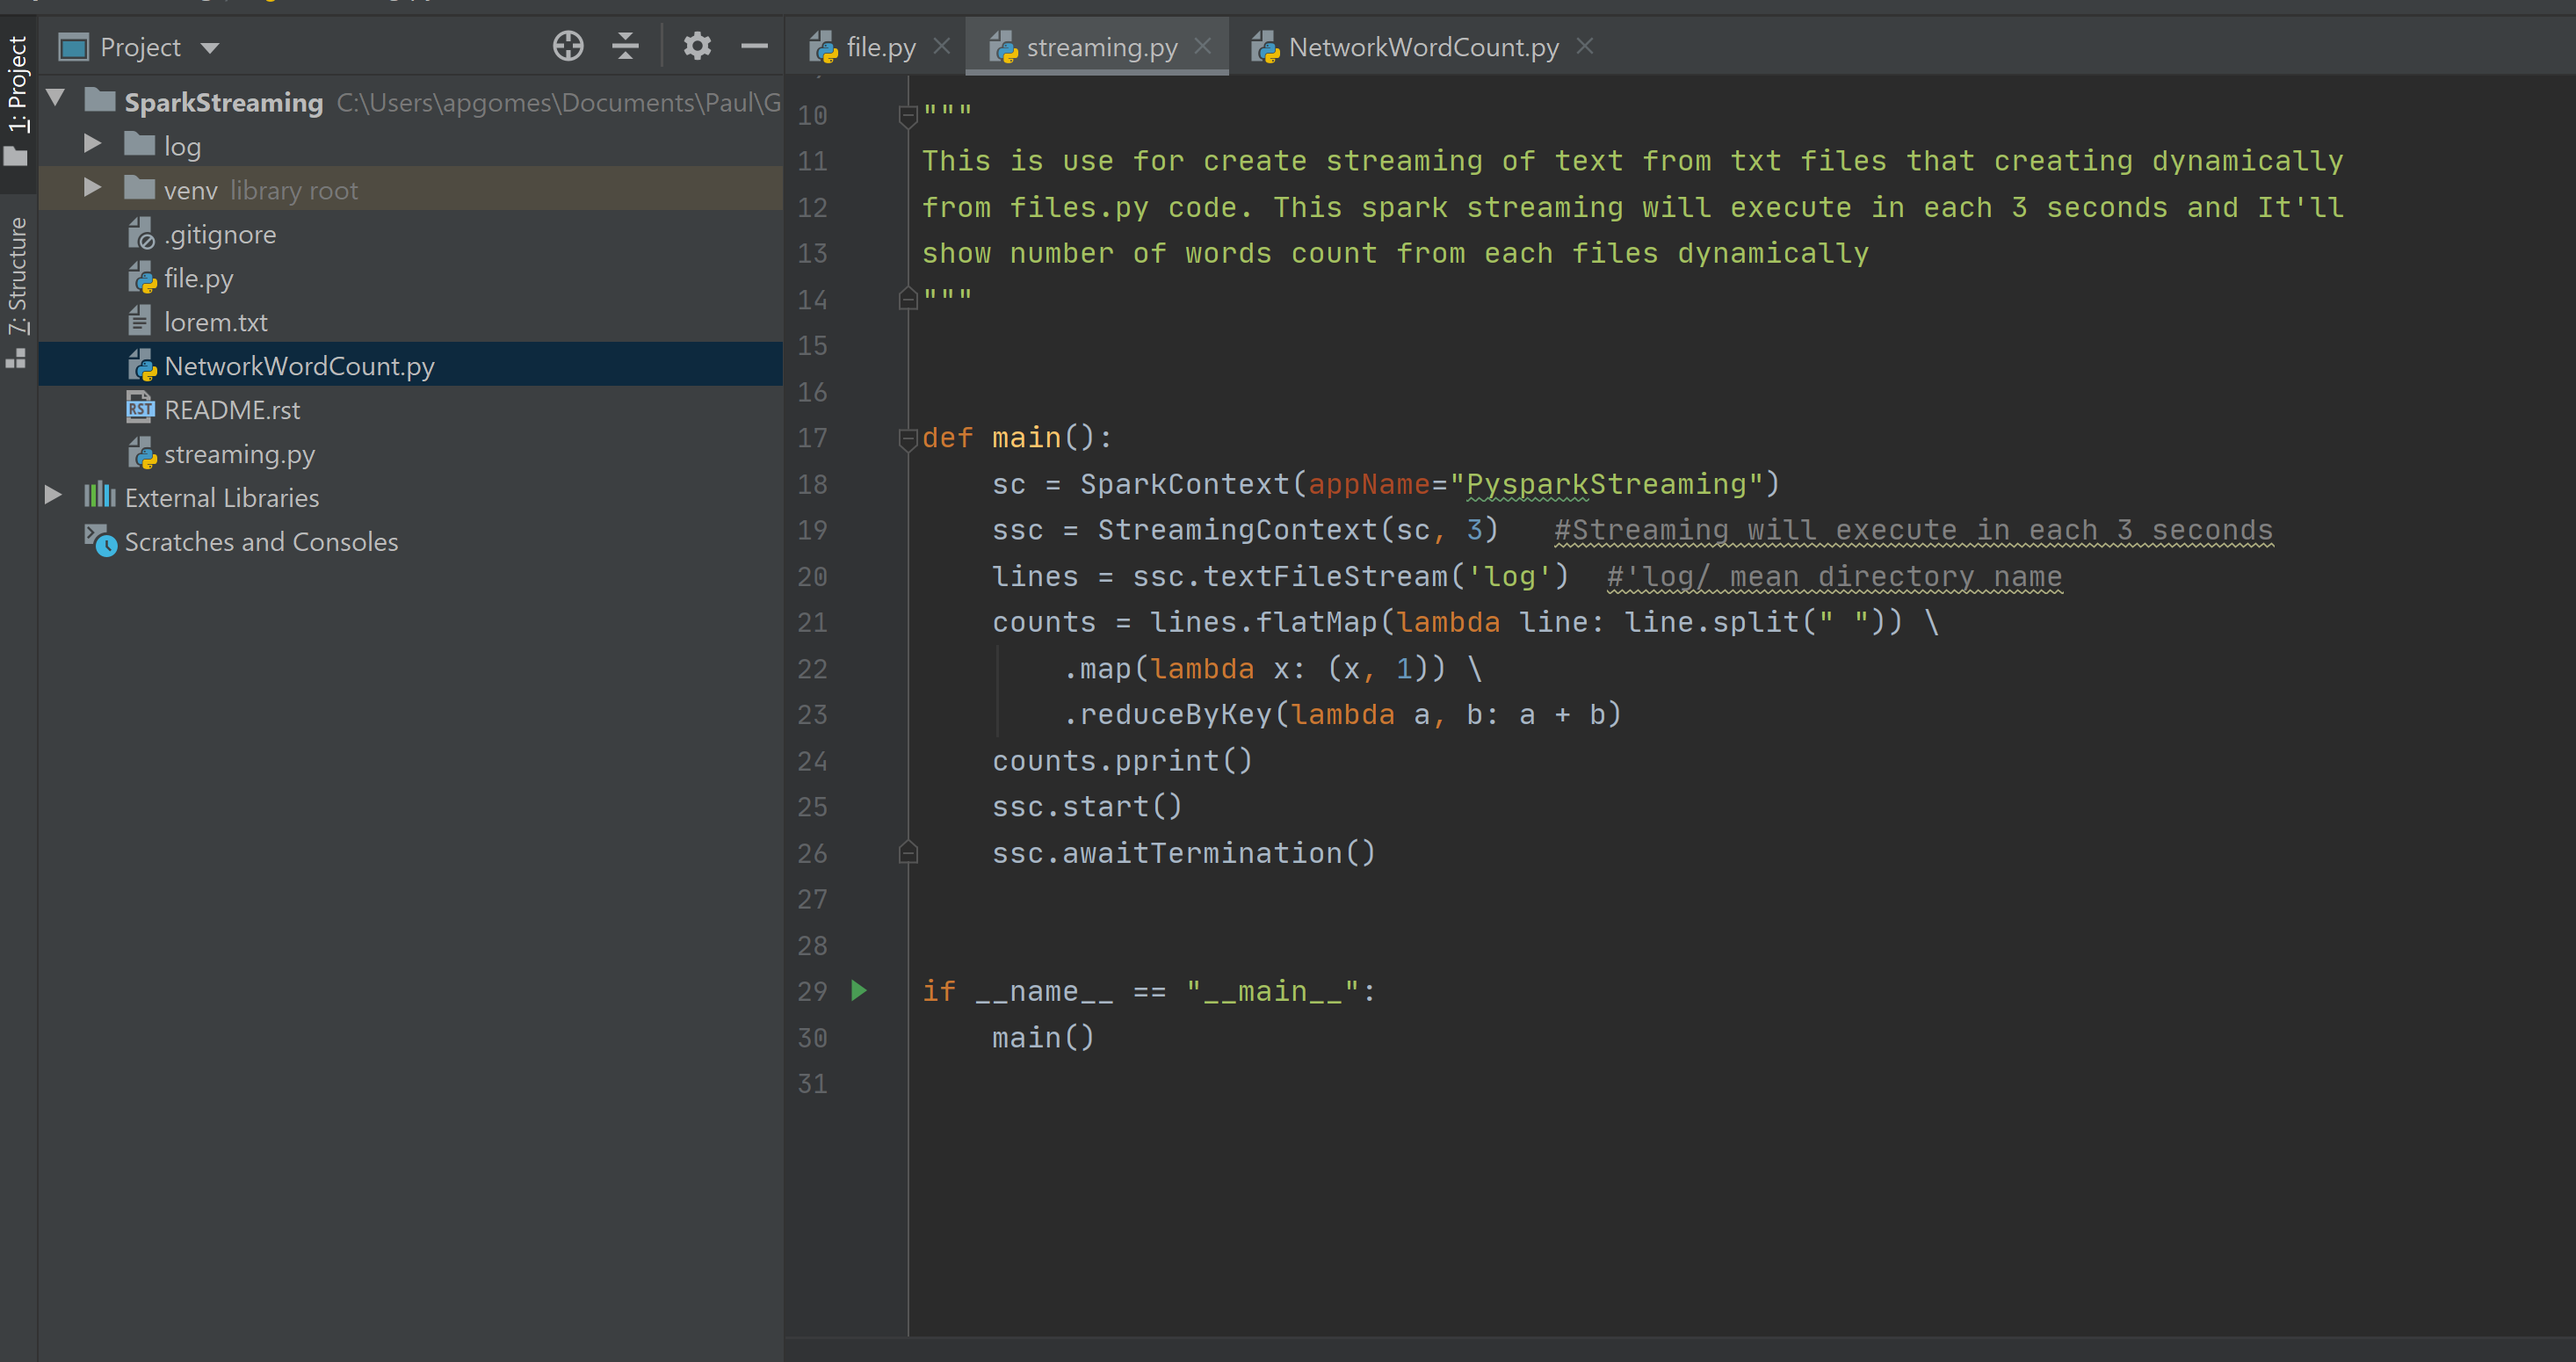 Project
file.py
streaming.py
NetworkWordCount.py
1: Project
7: Structure
SparkStreaming C:\Users\apgomes\Documents\Paul\G
log
venv library root
.gitignore
file.py
lorem.txt
NetworkWordCount.py
README.rst
streaming.py
External Libraries
Scratches and Consoles
10 """
11 This is use for create streaming of text from txt files that creating dynamically
12 from files.py code. This spark streaming will execute in each 3 seconds and It'll
13 show number of words count from each files dynamically
14 """
15
16
17 def main():
18     sc = SparkContext(appName="PysparkStreaming")
19     ssc = StreamingContext(sc, 3)   #Streaming will execute in each 3 seconds
20     lines = ssc.textFileStream('log')  #'log/ mean directory name
21     counts = lines.flatMap(lambda line: line.split(" ")) \
22         .map(lambda x: (x, 1)) \
23         .reduceByKey(lambda a, b: a + b)
24     counts.pprint()
25     ssc.start()
26     ssc.awaitTermination()
27
28
29 if __name__ == "__main__":
30     main()
31